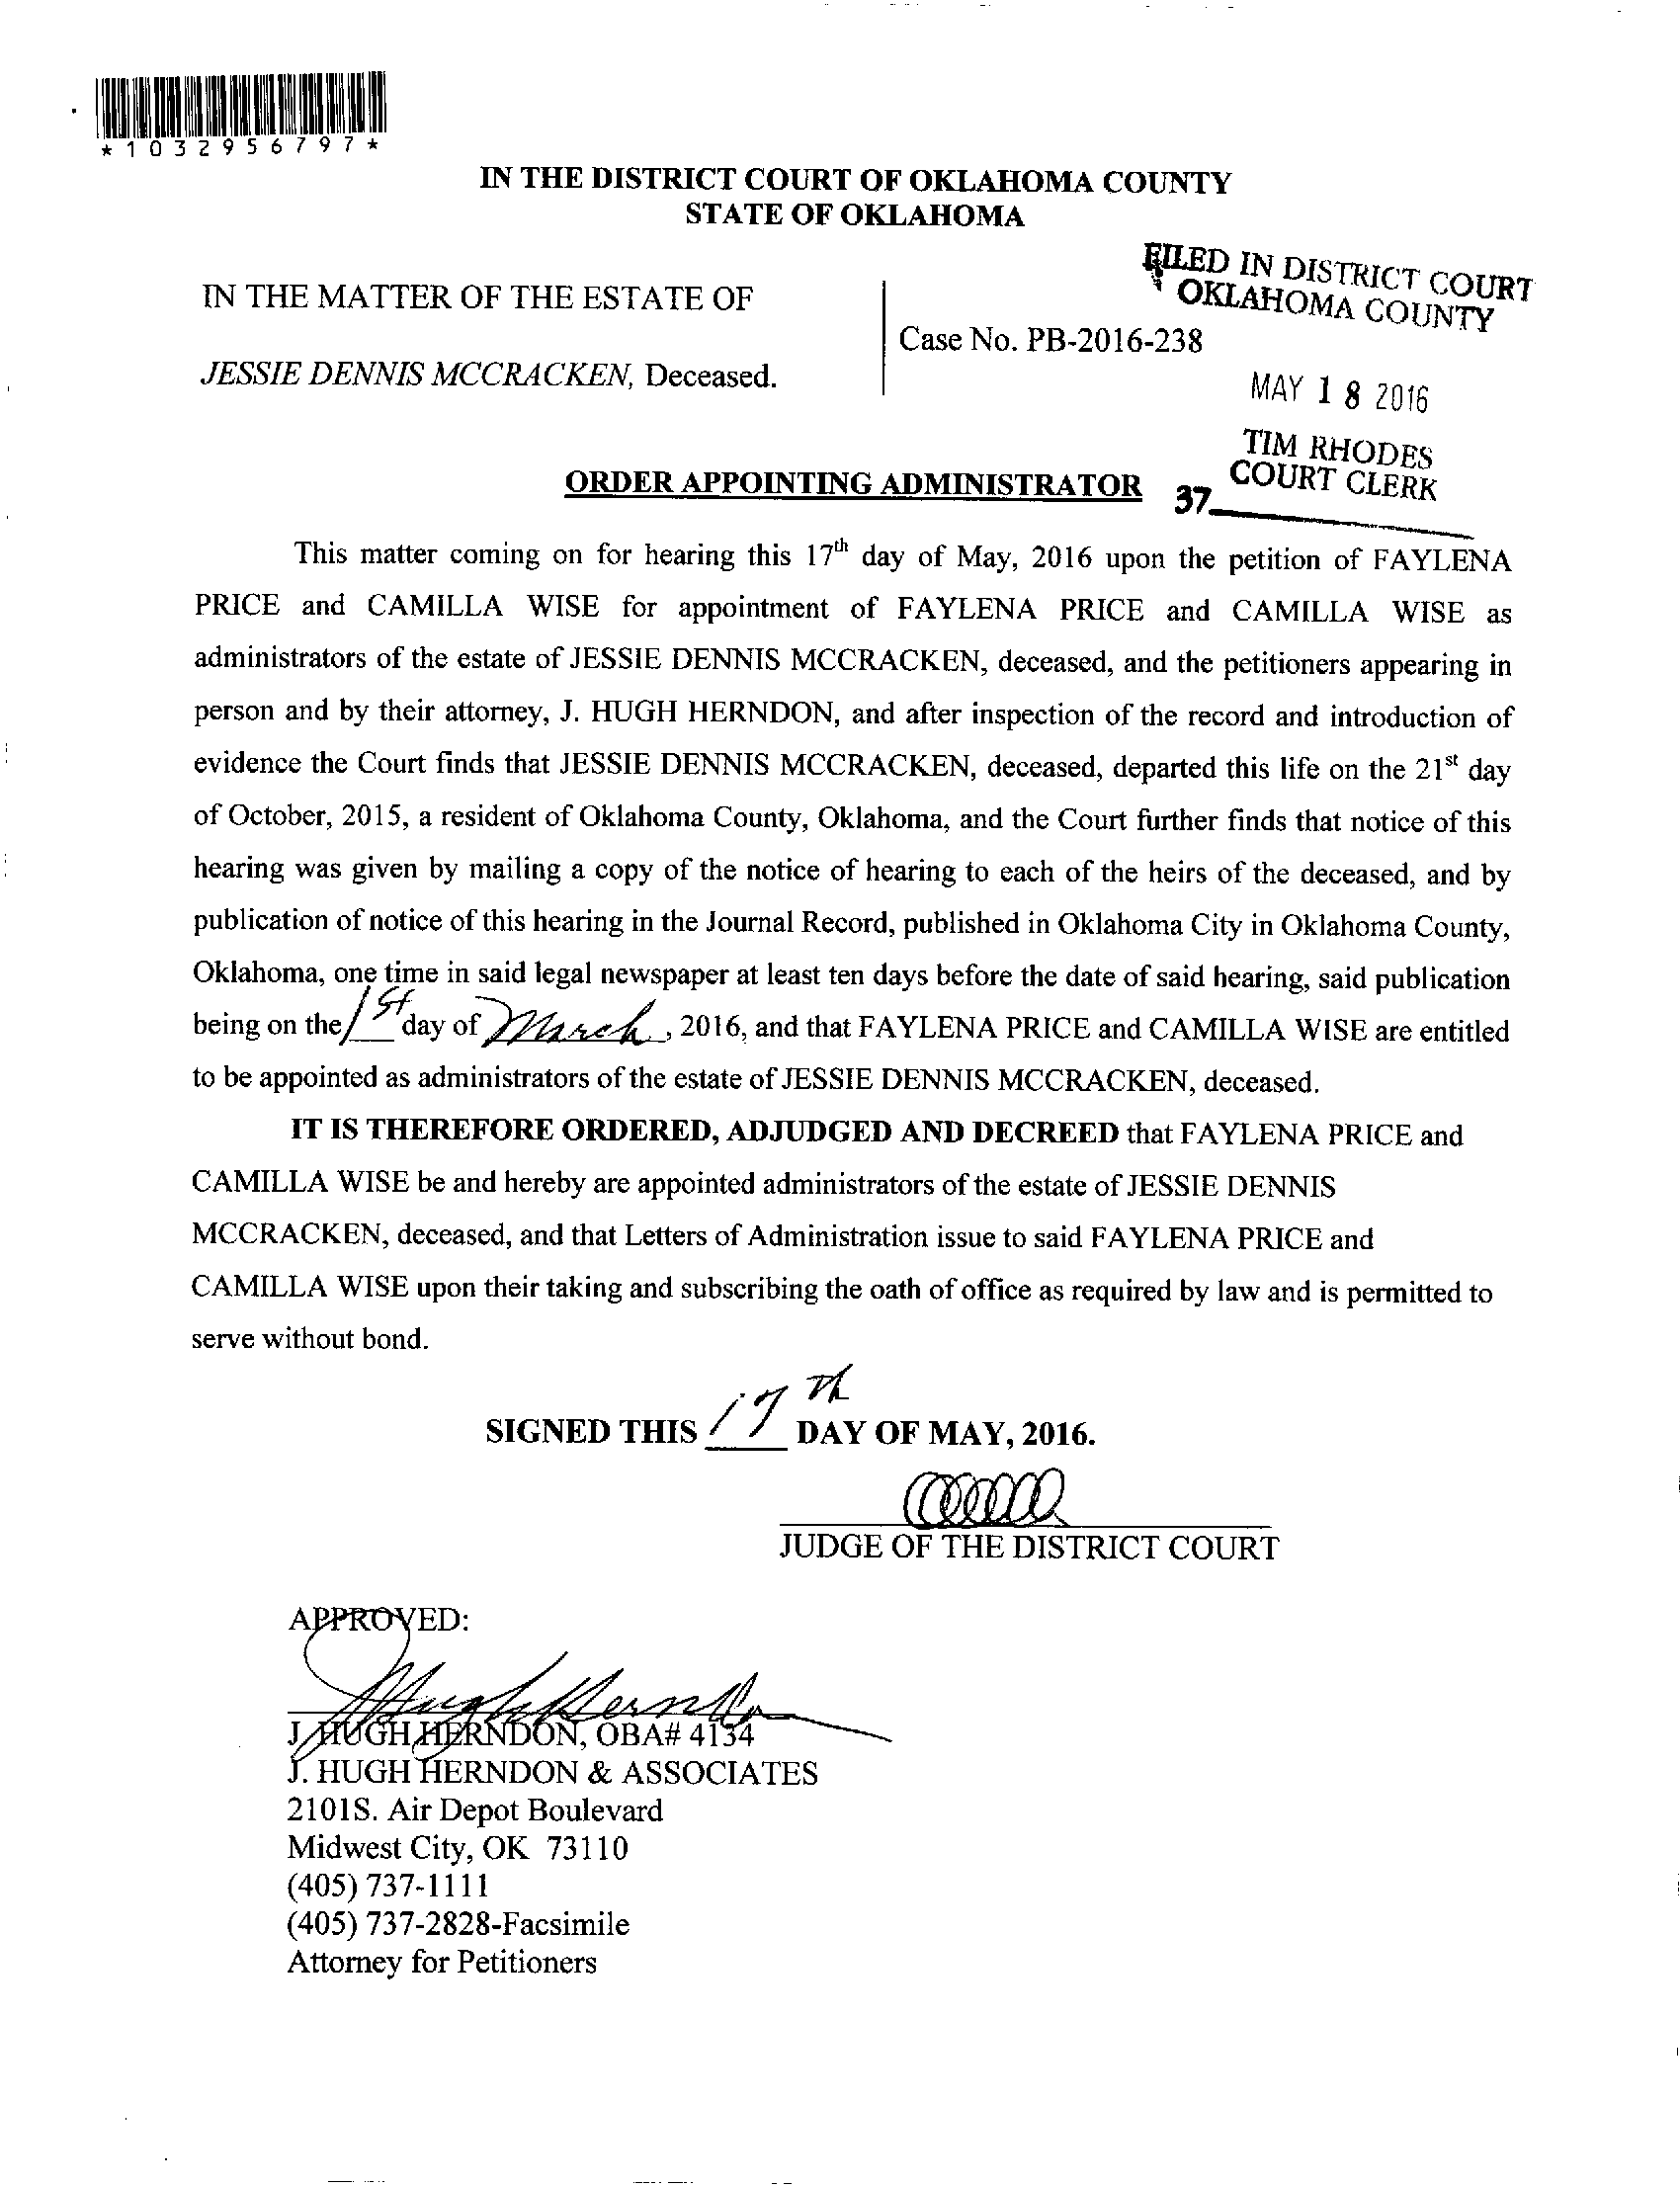 *1032956797*
IN THE DISTRICT COURT OF OKLAHOMA COUNTY
STATE OF OKLAHOMA
FILED IN DISTRICT COURT
OKLAHOMA COUNTY
IN THE MATTER OF THE ESTATE OF
Case No. PB-2016-238
JESSIE DENNIS MCCRACKEN, Deceased.
MAY 18 2016
TIM RHODES
COURT CLERK
37
ORDER APPOINTING ADMINISTRATOR
This matter coming on for hearing this 17th day of May, 2016 upon the petition of FAYLENA
PRICE and CAMILLA WISE for appointment of FAYLENA PRICE and CAMILLA WISE as
administrators of the estate of JESSIE DENNIS MCCRACKEN, deceased, and the petitioners appearing in
person and by their attorney, J. HUGH HERNDON, and after inspection of the record and introduction of
evidence the Court finds that JESSIE DENNIS MCCRACKEN, deceased, departed this life on the 21st day
of October, 2015, a resident of Oklahoma County, Oklahoma, and the Court further finds that notice of this
hearing was given by mailing a copy of the notice of hearing to each of the heirs of the deceased, and by
publication of notice of this hearing in the Journal Record, published in Oklahoma City in Oklahoma County,
Oklahoma, one time in said legal newspaper at least ten days before the date of said hearing, said publication
being on the 1st day of March, 2016, and that FAYLENA PRICE and CAMILLA WISE are entitled
to be appointed as administrators of the estate of JESSIE DENNIS MCCRACKEN, deceased.
IT IS THEREFORE ORDERED, ADJUDGED AND DECREED that FAYLENA PRICE and
CAMILLA WISE be and hereby are appointed administrators of the estate of JESSIE DENNIS
MCCRACKEN, deceased, and that Letters of Administration issue to said FAYLENA PRICE and
CAMILLA WISE upon their taking and subscribing the oath of office as required by law and is permitted to
serve without bond.
SIGNED THIS 17th DAY OF MAY, 2016.
JUDGE OF THE DISTRICT COURT
APPROVED:
J Hugh Herndon
J. HUGH HERNDON, OBA# 4134
J. HUGH HERNDON & ASSOCIATES
2101S. Air Depot Boulevard
Midwest City, OK 73110
(405) 737-1111
(405) 737-2828-Facsimile
Attorney for Petitioners